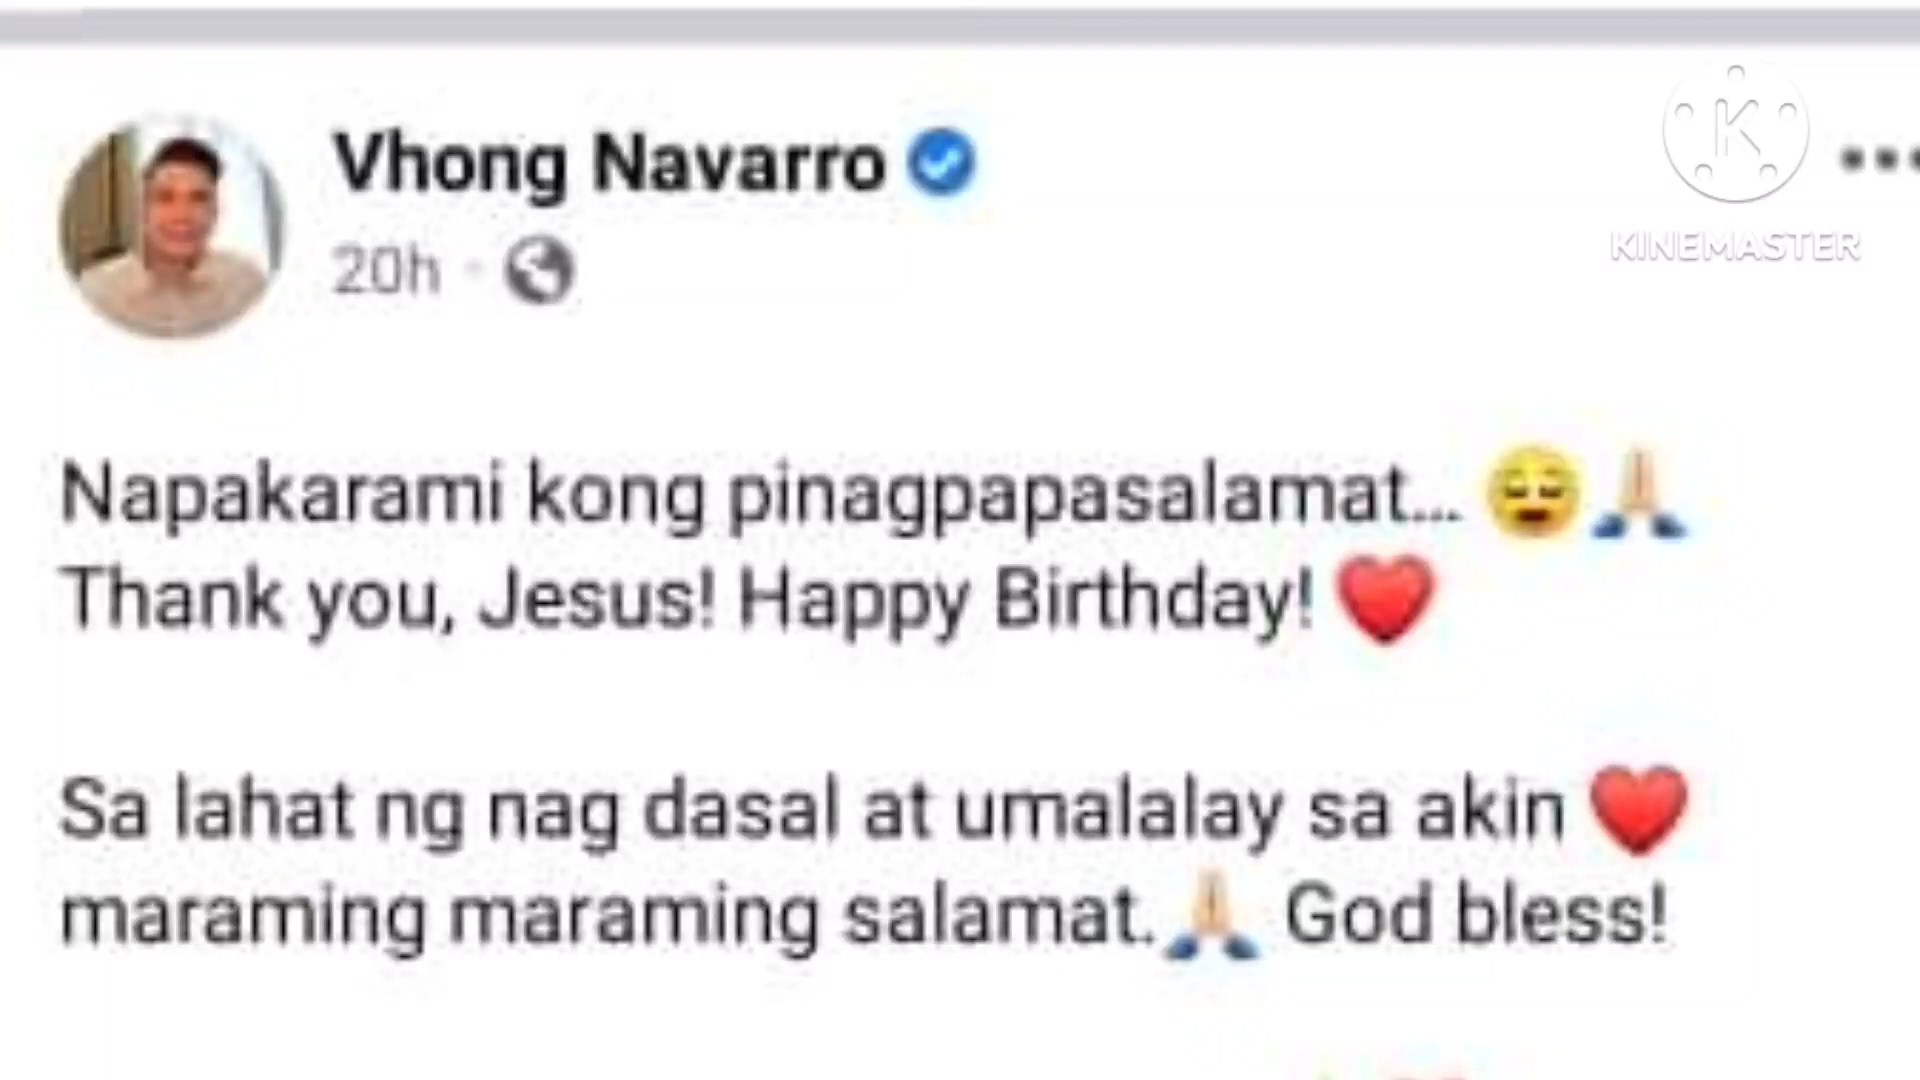 Vhong Navarro
20h
KINEMASTER
Napakarami kong pinagpapasalamat... 😩🙏🏼
Thank you, Jesus! Happy Birthday! ❤️
Sa lahat ng nag dasal at umalalay sa akin ❤️
maraming maraming salamat.🙏🏼 God bless!